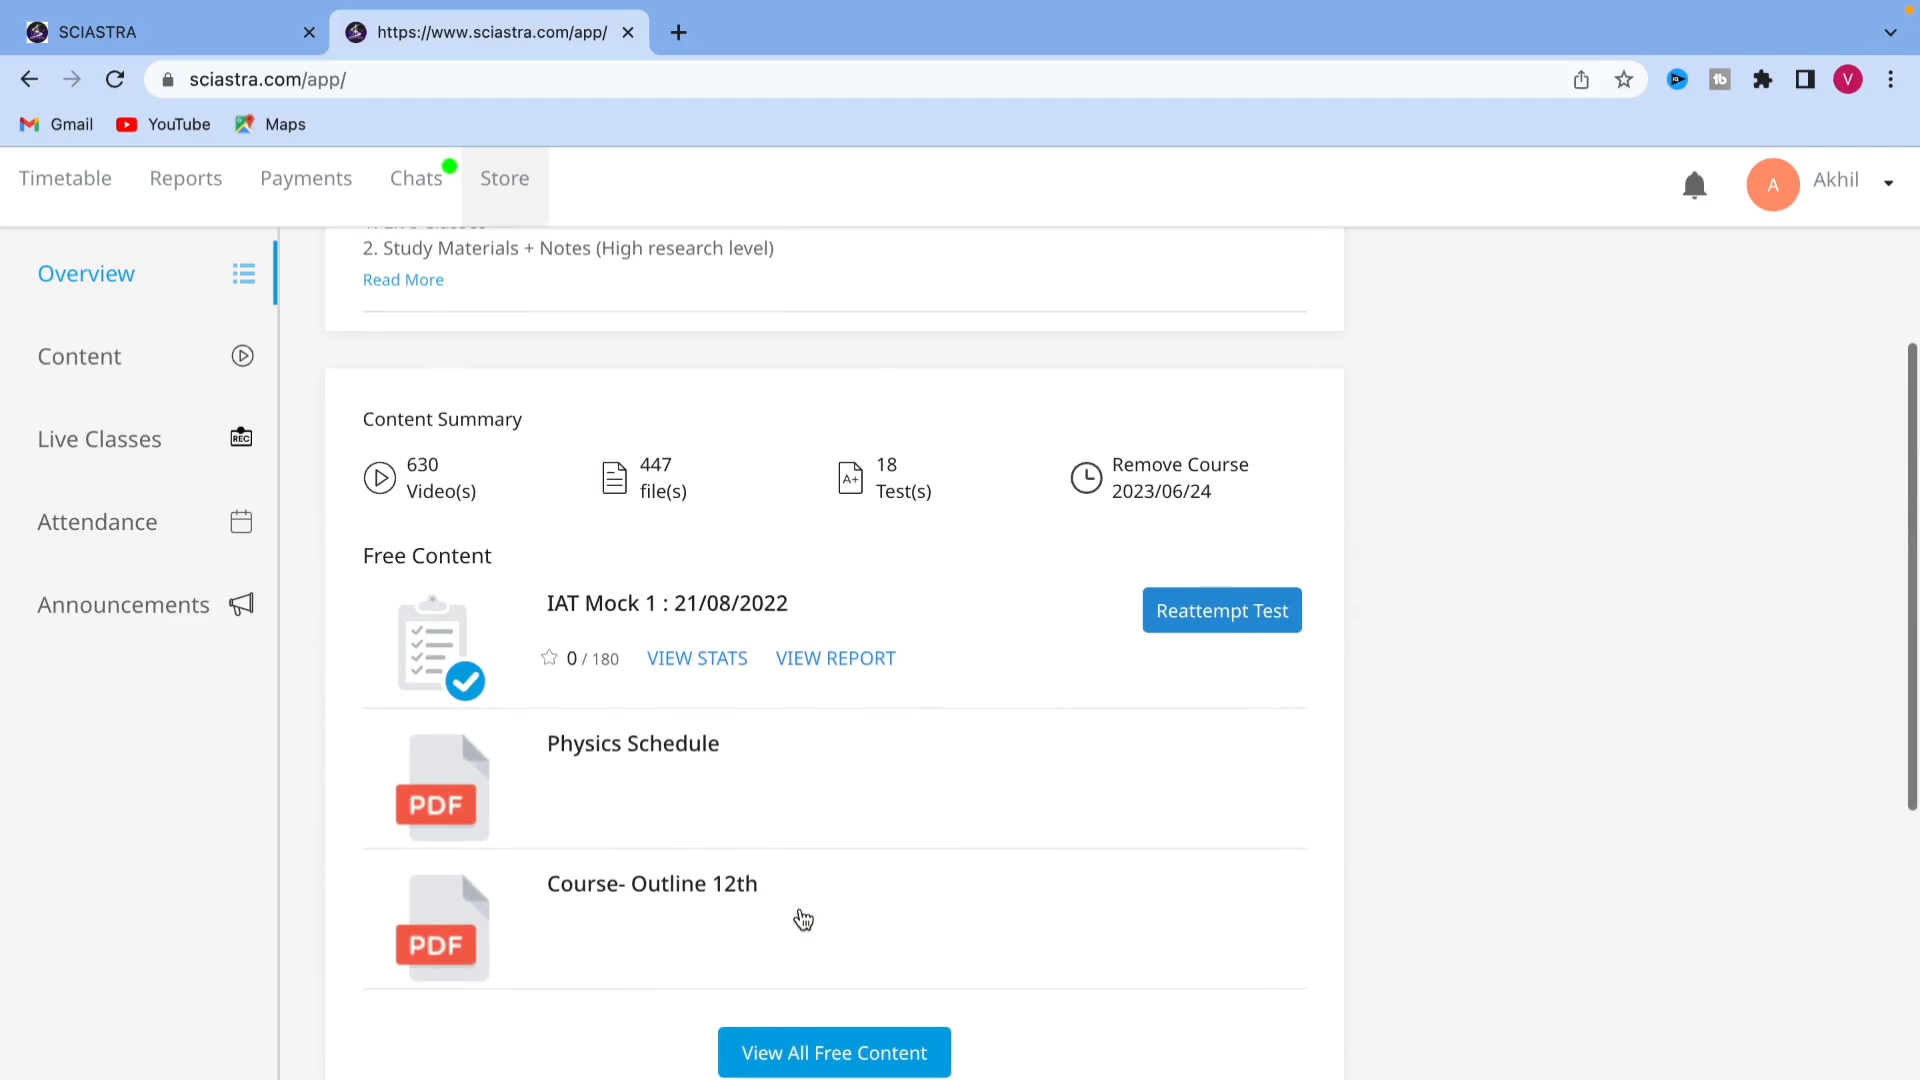 SCIASTRA
https://www.sciastra.com/app/
sciastra.com/app/
Gmail
YouTube
Maps
Timetable
Reports
Payments
Chats
Store
A
Akhil
V
Overview
Content
Live Classes
REC
Attendance
Announcements
2. Study Materials + Notes (High research level)
Read More
Content Summary
630
Video(s)
447
file(s)
A+
18
Test(s)
Remove Course
2023/06/24
Free Content
IAT Mock 1 : 21/08/2022
Reattempt Test
0 / 180
VIEW STATS
VIEW REPORT
PDF
Physics Schedule
PDF
Course- Outline 12th
View All Free Content